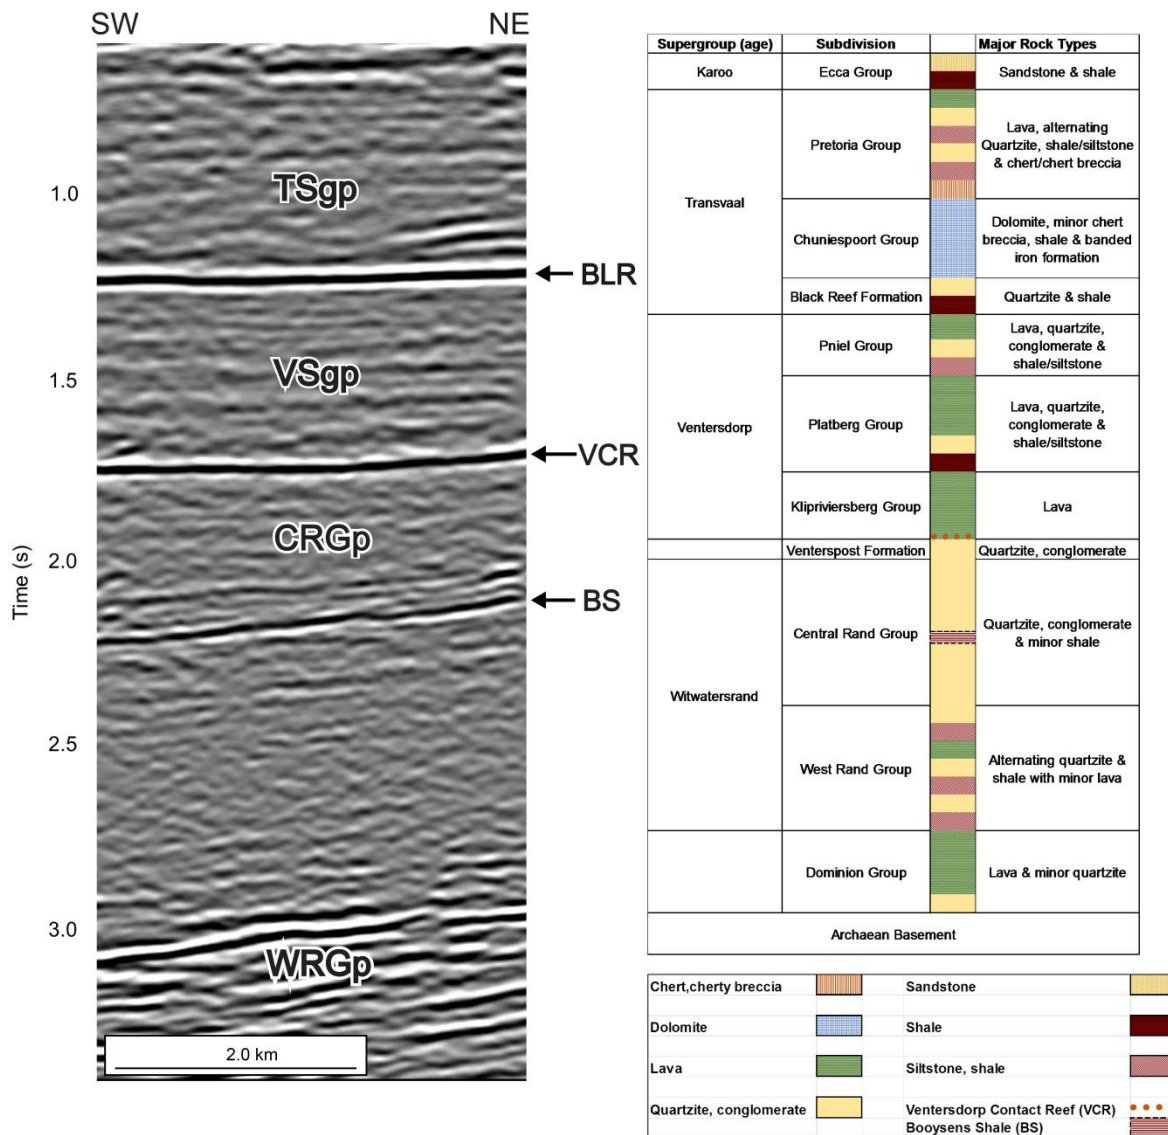 SW
NE
TSgp
1.0
BLR
VSgp
1.5
VCR
CRGp
2.0
BS
Time (s)
2.5
3.0
WRGp
2.0 km
Supergroup (age)
Subdivision
Major Rock Types
Karoo
Ecca Group
Sandstone & shale
Transvaal
Pretoria Group
Lava, alternating
Quartzite, shale/siltstone
& chert/chert breccia
Chuniespoort Group
Dolomite, minor chert
breccia, shale & banded
iron formation
Black Reef Formation
Quartzite & shale
Ventersdorp
Pniel Group
Lava, quartzite,
conglomerate &
shale/siltstone
Platberg Group
Lava, quartzite,
conglomerate &
shale/siltstone
Klipriviersberg Group
Lava
Venterspost Formation
Quartzite, conglomerate
Witwatersrand
Central Rand Group
Quartzite, conglomerate
& minor shale
West Rand Group
Alternating quartzite &
shale with minor lava
Dominion Group
Lava & minor quartzite
Archaean Basement
Chert,cherty breccia
Sandstone
Dolomite
Shale
Lava
Siltstone, shale
Quartzite, conglomerate
Ventersdorp Contact Reef (VCR)
Booysens Shale (BS)